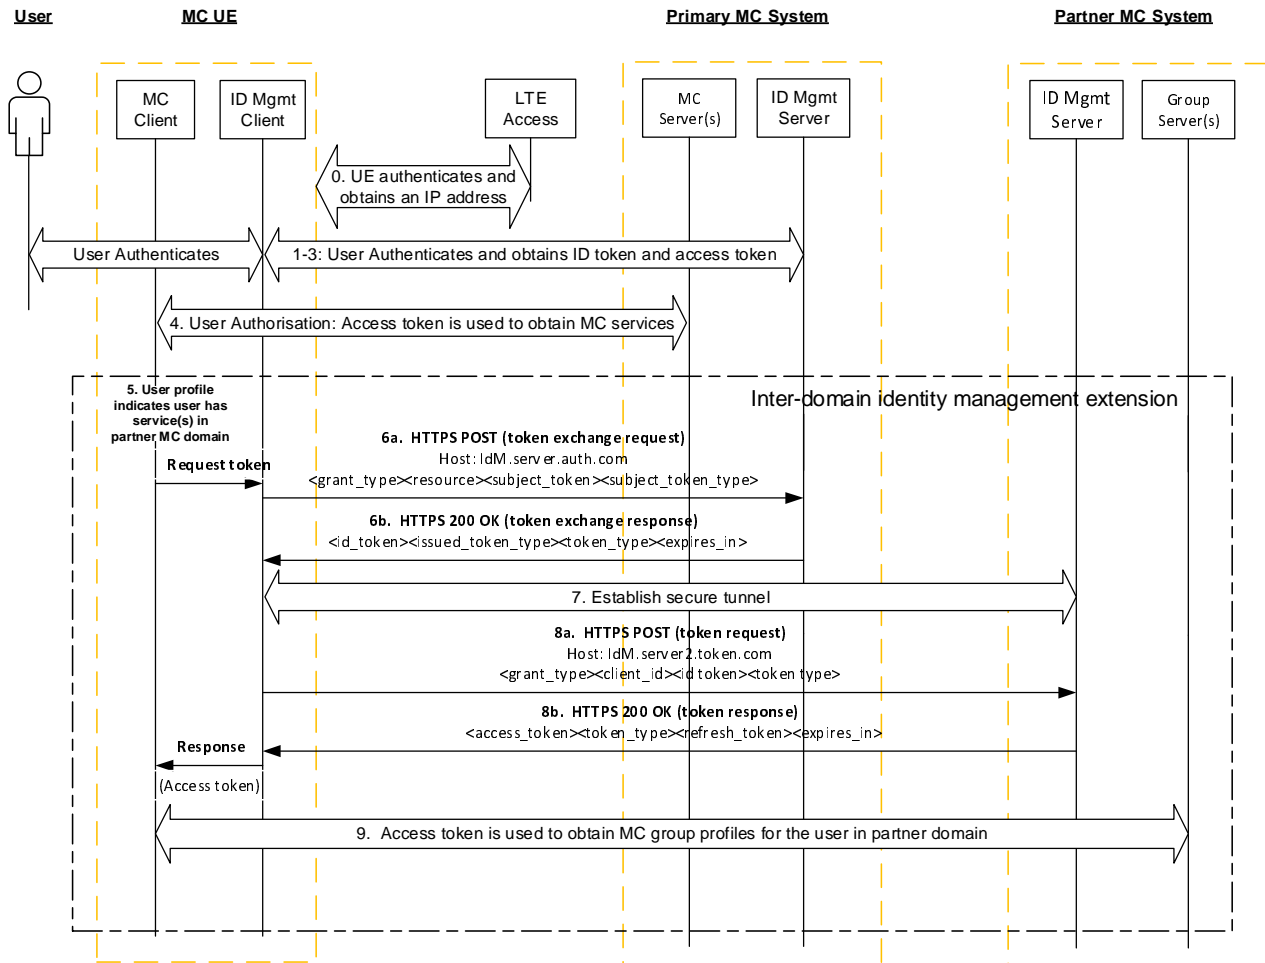 User
MC UE
Primary MC System
Partner MC System
MC
Client
ID Mgmt
Client
LTE
Access
MC
Server(s)
ID Mgmt
Server
ID Mgmt
Server
Group
Server(s)
0. UE authenticates and
obtains an IP address
User Authenticates
1-3: User Authenticates and obtains ID token and access token
4. User Authorisation: Access token is used to obtain MC services
5. User profile
indicates user has
service(s) in
partner MC domain
Inter-domain identity management extension
Request token
6a. HTTPS POST (token exchange request)
Host: IdM.server.auth.com
<grant_type><resource><subject_token><subject_token_type>
6b. HTTPS 200 OK (token exchange response)
<id_token><issued_token_type><token_type><expires_in>
7. Establish secure tunnel
8a. HTTPS POST (token request)
Host: IdM.server2.token.com
<grant_type><client_id><id token><token type>
8b. HTTPS 200 OK (token response)
<access_token><token_type><refresh_token><expires_in>
Response
(Access token)
9. Access token is used to obtain MC group profiles for the user in partner domain